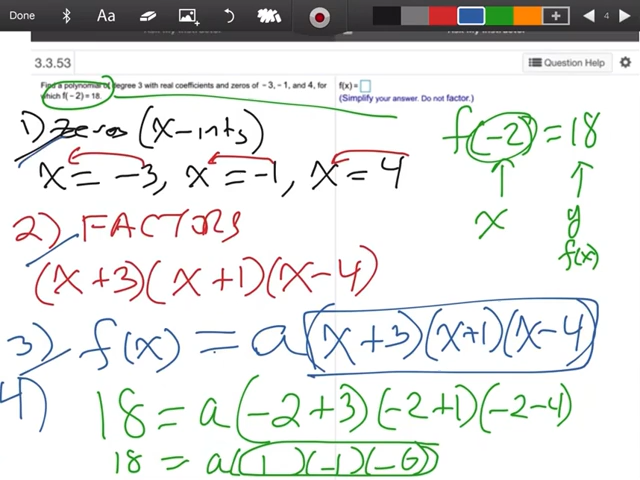 Done
4
3.3.53
Question Help
Find a polynomial of degree 3 with real coefficients and zeros of −3, −1, and 4, for
which f(−2) = 18.
f(x) =
(Simplify your answer. Do not factor.)
1) zeros (x-ints)
x = -3, x = -1, x = 4
f(-2) = 18
x y
f(x)
2) FACTORS
(x+3)(x+1)(x-4)
3) f(x) = a(x+3)(x+1)(x-4)
4) 18 = a(-2+3)(-2+1)(-2-4)
18 = a(1)(-1)(-6)